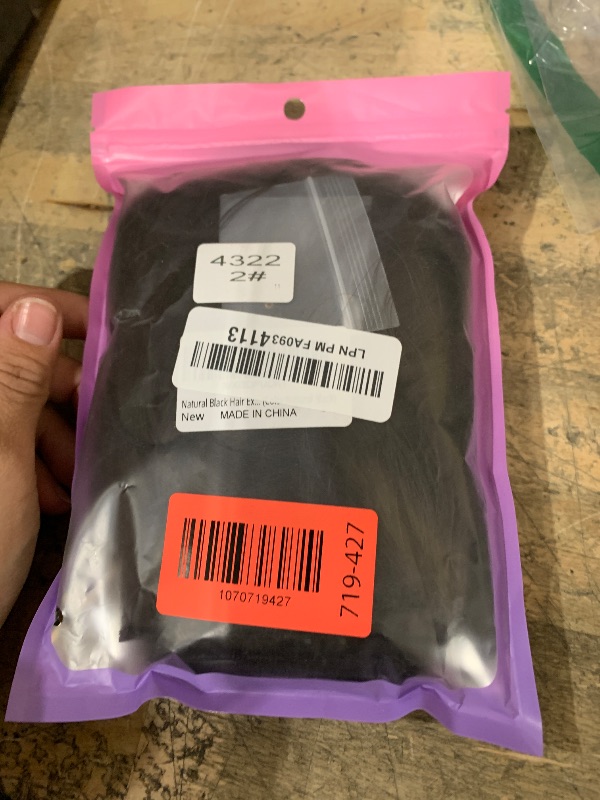 4322
2#
LPN PM FA0934113
Natural Black Hair Ex...
New MADE IN CHINA
1070719427
719-427